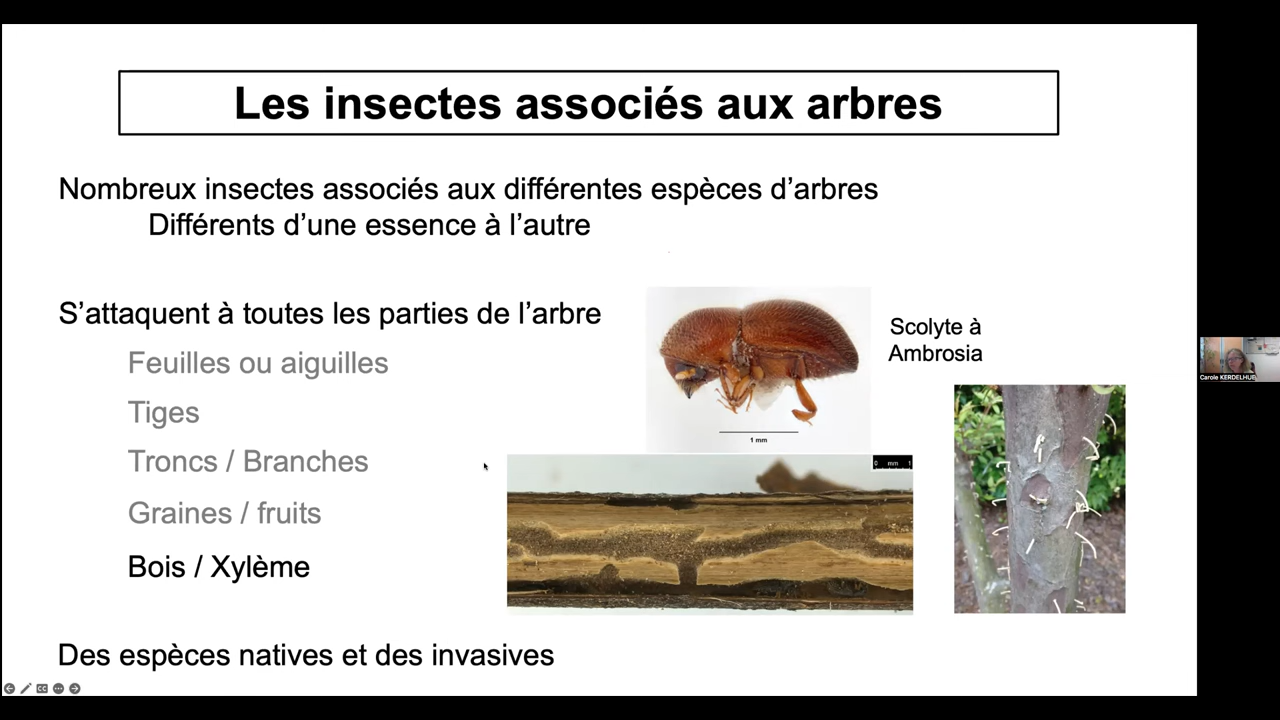 Les insectes associés aux arbres
Nombreux insectes associés aux différentes espèces d’arbres
Différents d’une essence à l’autre
S’attaquent à toutes les parties de l’arbre
Feuilles ou aiguilles
Tiges
Troncs / Branches
Graines / fruits
Bois / Xylème
Scolyte à
Ambrosia
1 mm
0 mm 1
Des espèces natives et des invasives
Carole KERDELHUE